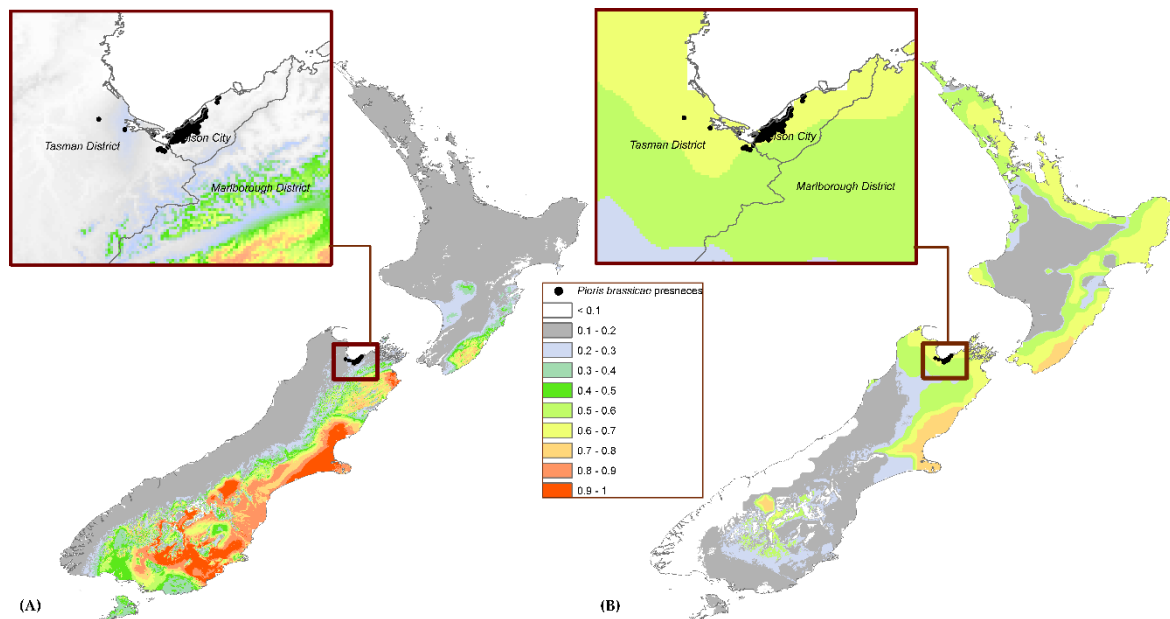 Tasman District
elson City
Marlborough District
Tasman District
elson City
Marlborough District
Pieris brassicae presneces
< 0.1
0.1 - 0.2
0.2 - 0.3
0.3 - 0.4
0.4 - 0.5
0.5 - 0.6
0.6 - 0.7
0.7 - 0.8
0.8 - 0.9
0.9 - 1
(A)
(B)